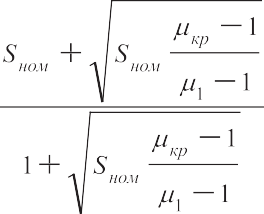 S_ном + √(S_ном (μ_кр − 1)/(μ_1 − 1))
1 + √(S_ном (μ_кр − 1)/(μ_1 − 1))